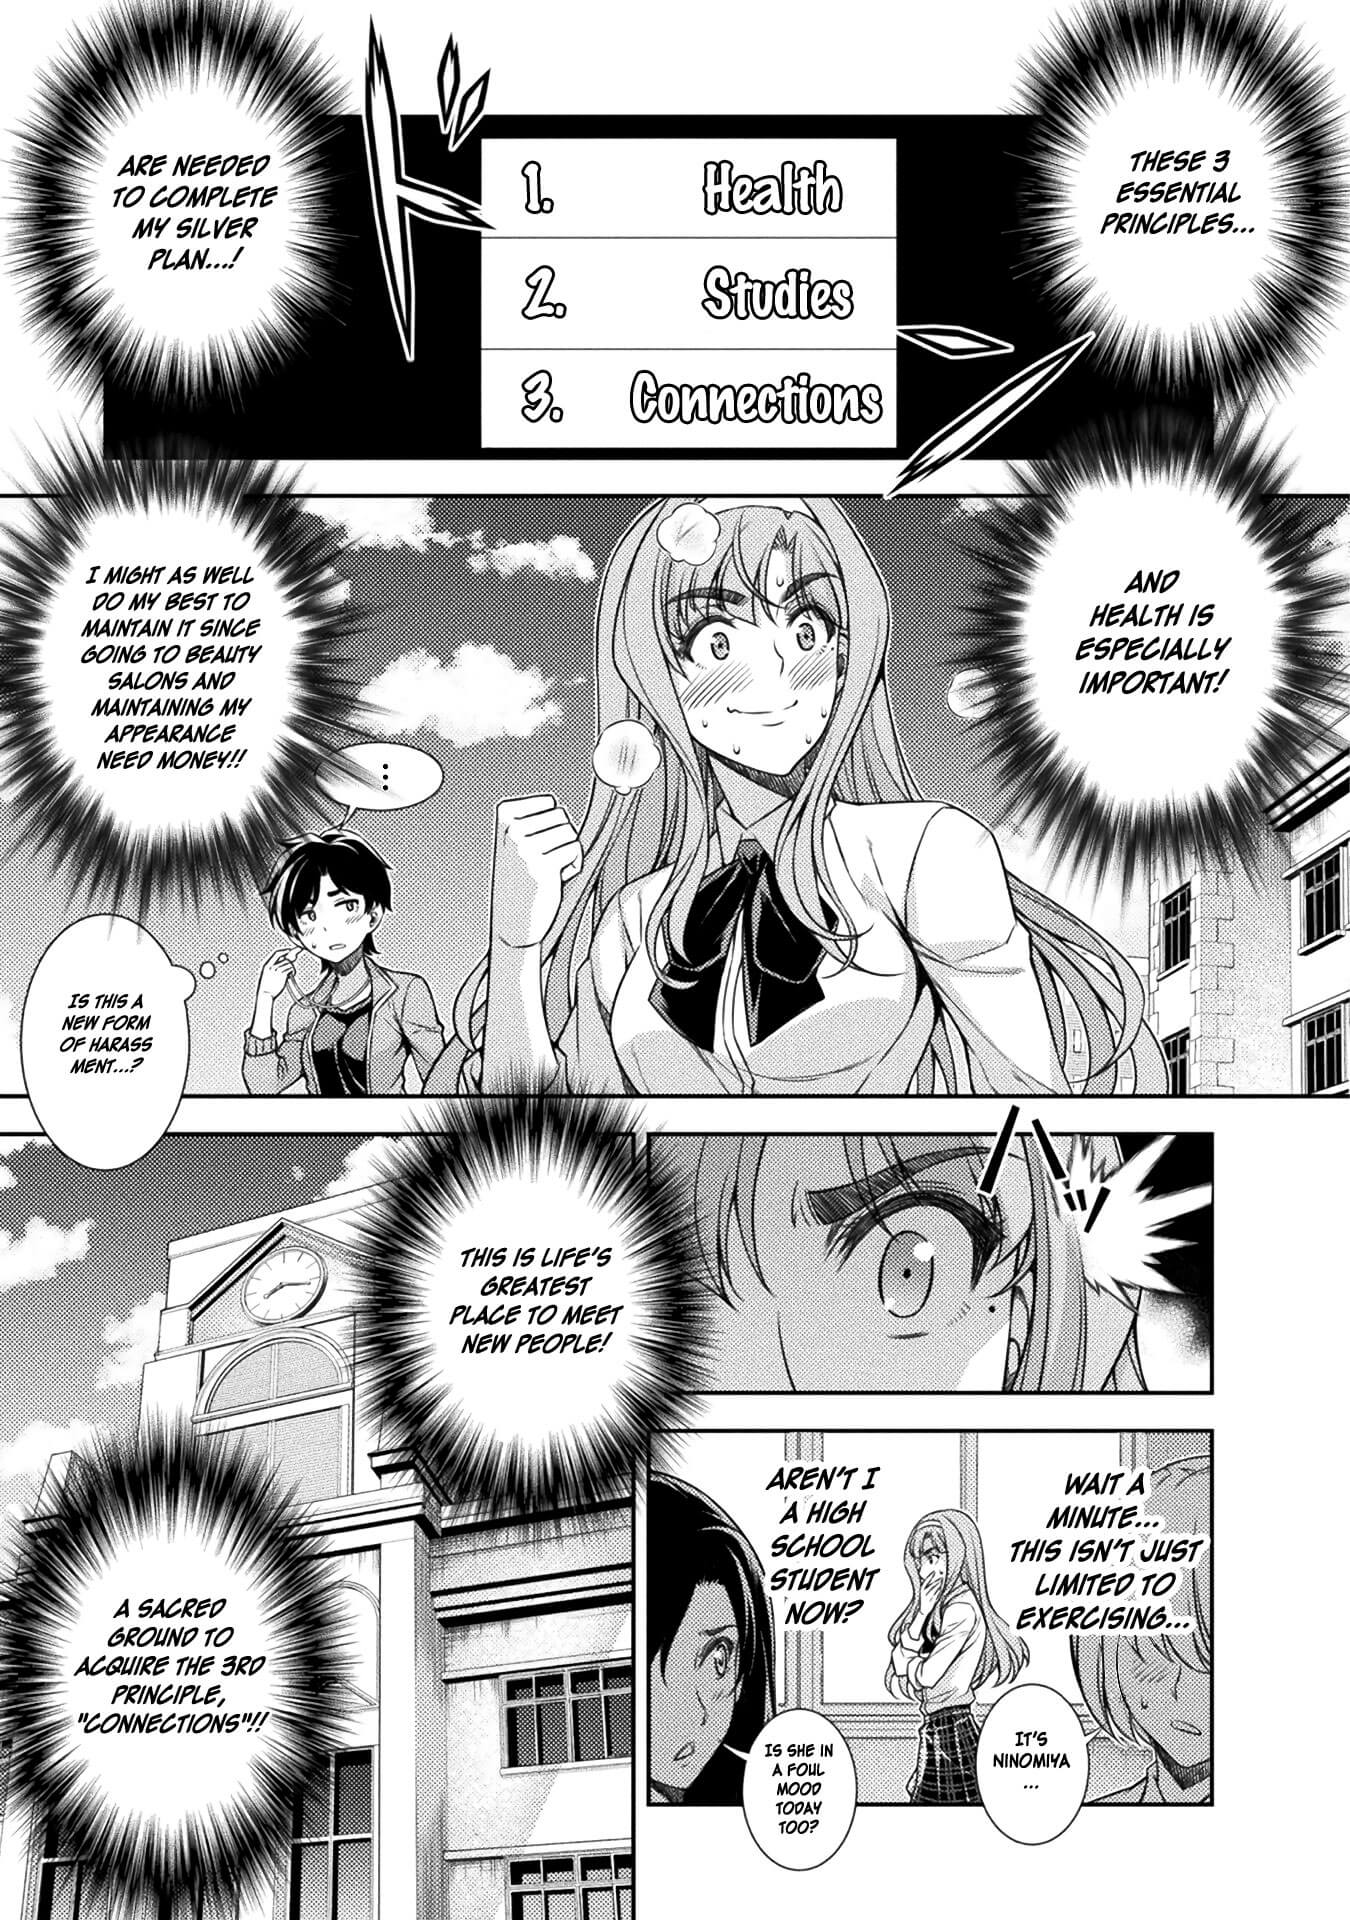 THESE 3
ESSENTIAL
PRINCIPLES...
1. Health
2. Studies
3. Connections
ト
ン
ARE NEEDED
TO COMPLETE
MY SILVER
PLAN...!
AND
HEALTH IS
ESPECIALLY
IMPORTANT!
I MIGHT AS WELL
DO MY BEST TO
MAINTAIN IT SINCE
GOING TO BEAUTY
SALONS AND
MAINTAINING MY
APPEARANCE
NEED MONEY!!
...
IS THIS A
NEW FORM
OF HARASS
MENT...?
ハッ
WAIT A
MINUTE...
THIS ISN'T JUST
LIMITED TO
EXERCISING...
AREN'T I
A HIGH
SCHOOL
STUDENT
NOW?
IT'S
NINOMIYA
...
IS SHE IN
A FOUL
MOOD
TODAY
TOO?
THIS IS LIFE'S
GREATEST
PLACE TO MEET
NEW PEOPLE!
A SACRED
GROUND TO
ACQUIRE THE 3RD
PRINCIPLE,
"CONNECTIONS"!!